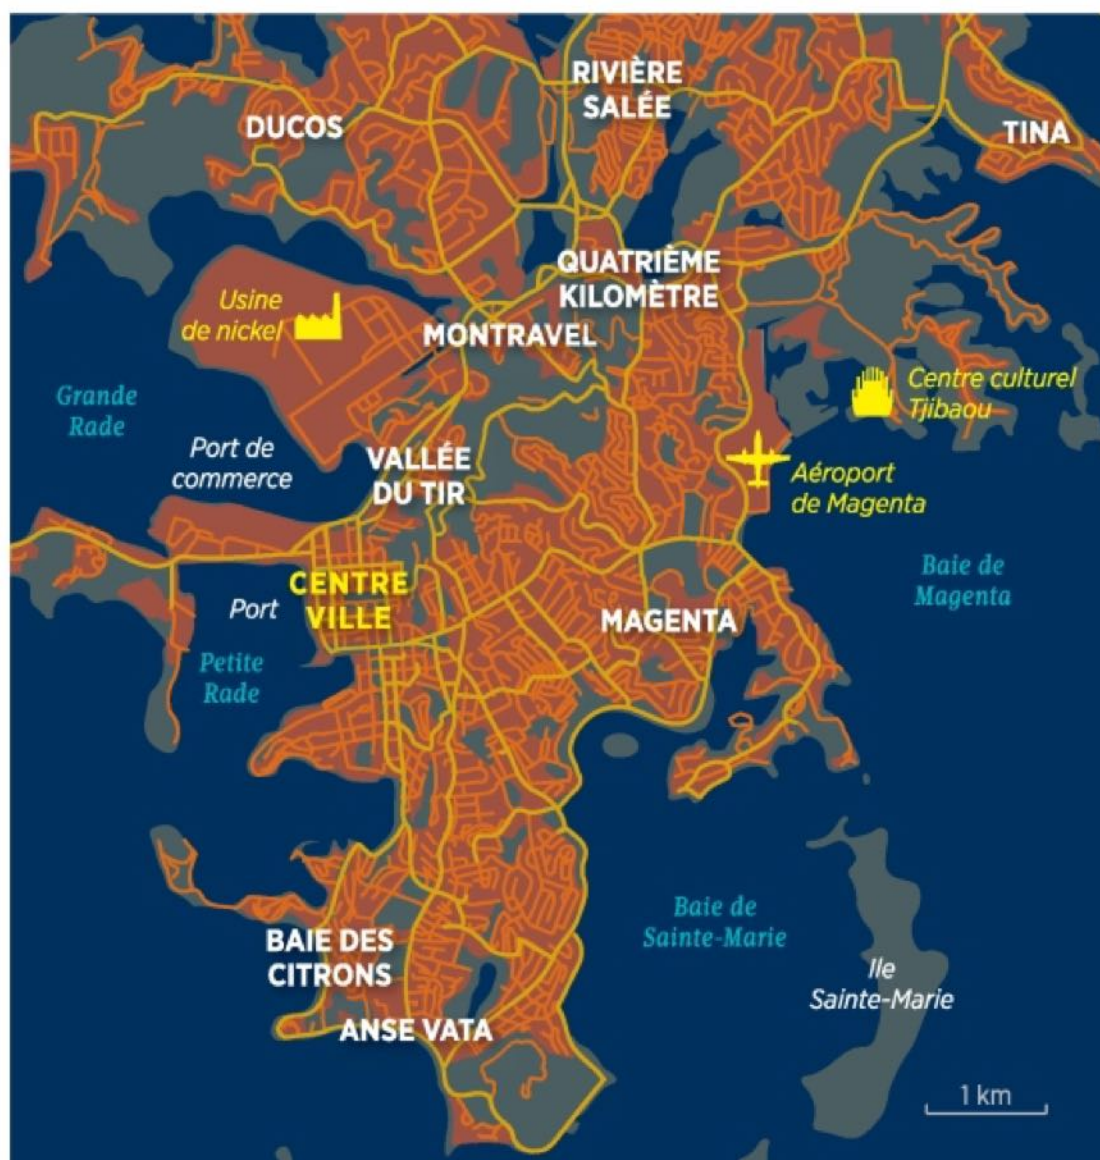 RIVIÈRE
SALÉE
DUCOS
TINA
QUATRIÈME
KILOMÈTRE
Usine
de nickel
MONTRAVEL
Centre culturel
Tjibaou
Grande
Rade
Port de
commerce
VALLÉE
DU TIR
Aéroport
de Magenta
Baie de
Magenta
CENTRE
VILLE
Port
MAGENTA
Petite
Rade
Baie de
Sainte-Marie
BAIE DES
CITRONS
Ile
Sainte-Marie
ANSE VATA
1 km